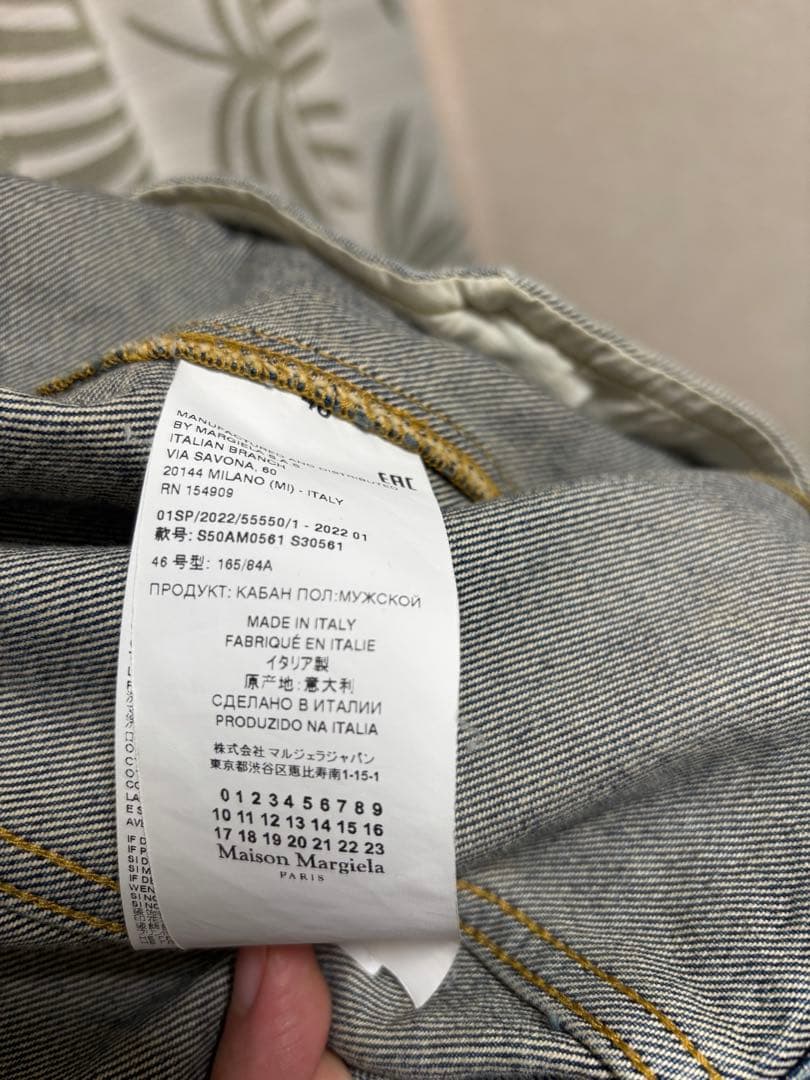 46
MANUFACTURED AND DISTRIBUTED
BY MARGIELA S.A.S
ITALIAN BRANCH
VIA SAVONA, 60
20144 MILANO (MI) - ITALY
EAC
RN 154909
01SP/2022/55550/1 - 2022 01
款号: S50AM0561 S30561
46 号型: 165/84A
ПРОДУКТ: КАБАН ПОЛ:МУЖСКОЙ
MADE IN ITALY
FABRIQUÉ EN ITALIE
イタリア製
原产地:意大利
СДЕЛАНО В ИТАЛИИ
PRODUZIDO NA ITALIA
株式会社 マルジェラジャパン
東京都渋谷区恵比寿南1-15-1
0 1 2 3 4 5 6 7 8 9
10 11 12 13 14 15 16
17 18 19 20 21 22 23
Maison Margiela
PARIS